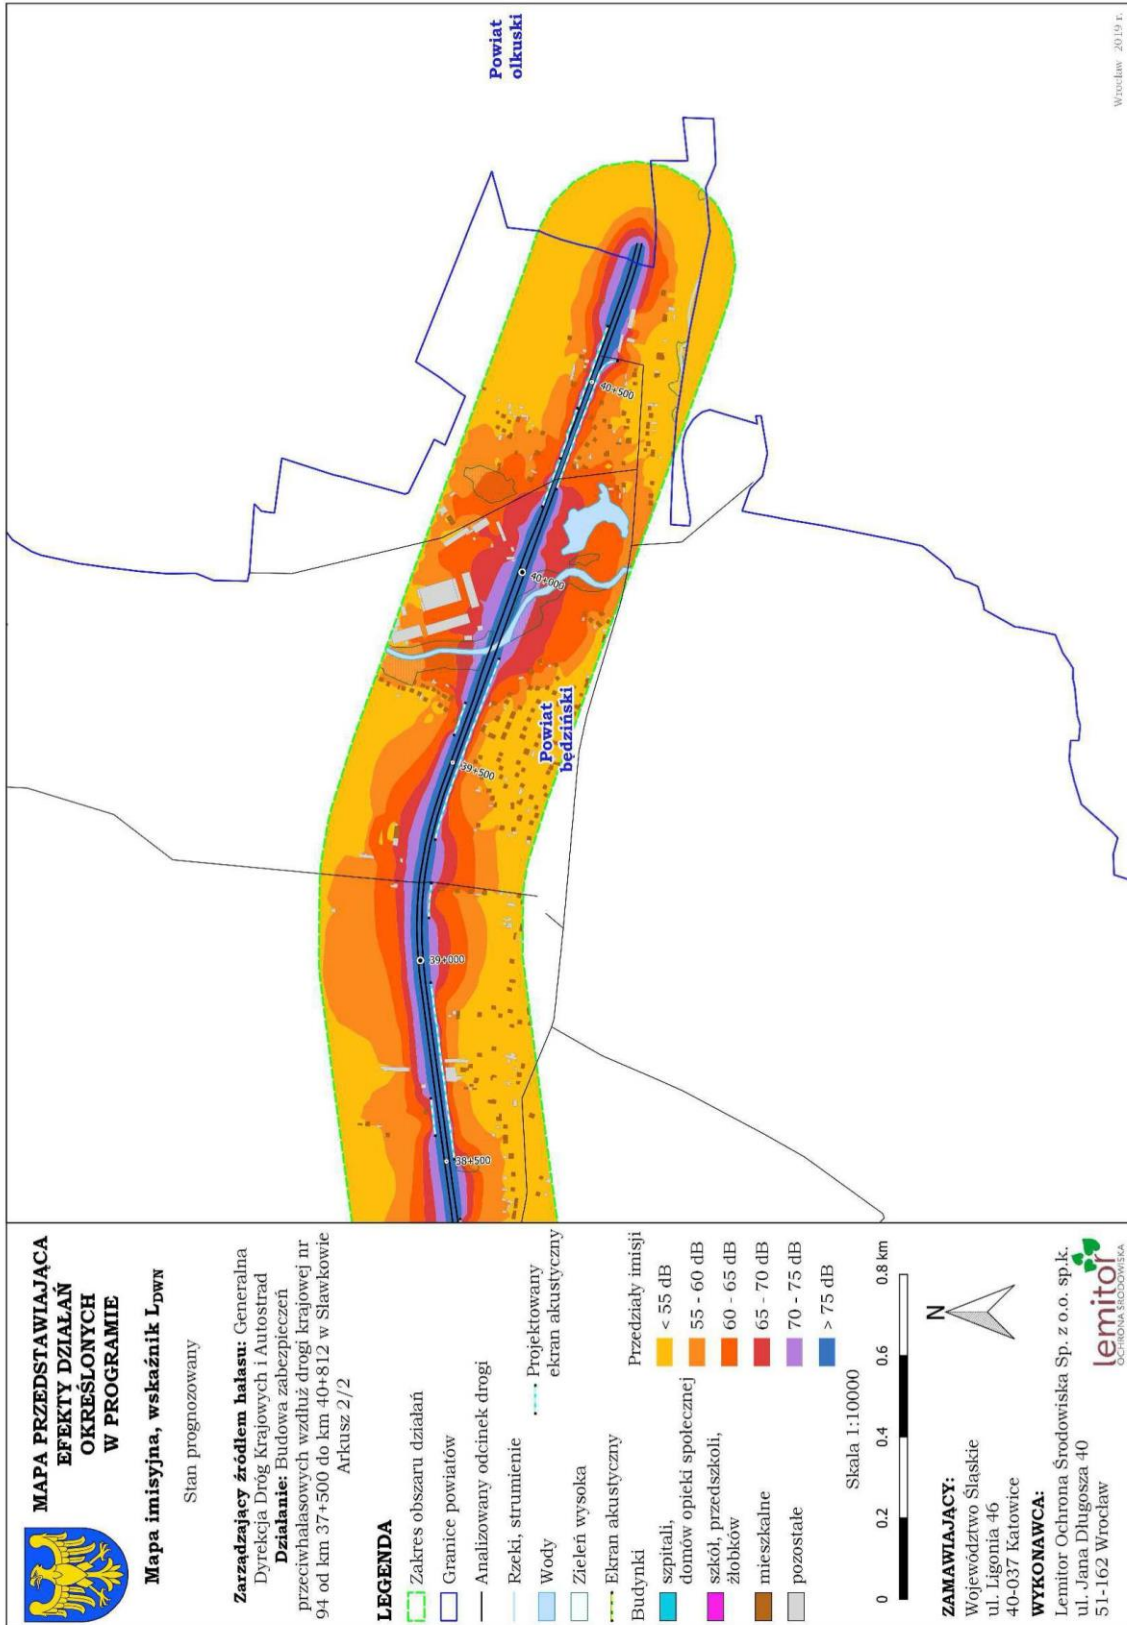 MAPA PRZEDSTAWIAJĄCA
EFEKTY DZIAŁAŃ
OKREŚLONYCH
W PROGRAMIE
Mapa imisyjna, wskaźnik L_DWN
Stan prognozowany
Zarządzający źródłem hałasu: Generalna
Dyrekcja Dróg Krajowych i Autostrad
Działanie: Budowa zabezpieczeń
przeciwhałasowych wzdłuż drogi krajowej nr
94 od km 37+500 do km 40+812 w Sławkowie
Arkusz 2/2
LEGENDA
Zakres obszaru działań
Granice powiatów
Analizowany odcinek drogi
Rzeki, strumienie
Wody
Zieleń wysoka
Ekran akustyczny
Projektowany
ekran akustyczny
Budynki
szpitali,
domów opieki społecznej
szkół, przedszkoli,
żłobków
mieszkalne
pozostałe
Przedziały imisji
< 55 dB
55 - 60 dB
60 - 65 dB
65 - 70 dB
70 - 75 dB
> 75 dB
Skala 1:10000
0
0.2
0.4
0.6
0.8 km
N
ZAMAWIAJĄCY:
Województwo Śląskie
ul. Ligonia 46
40-037 Katowice
WYKONAWCA:
Lemitor Ochrona Środowiska Sp. z o.o. sp.k.
ul. Jana Długosza 40
51-162 Wrocław
lemitor
OCHRONA ŚRODOWISKA
38+500
39+000
39+500
40+000
40+500
Powiat
będziński
Powiat
olkuski
Wrocław 2019 r.